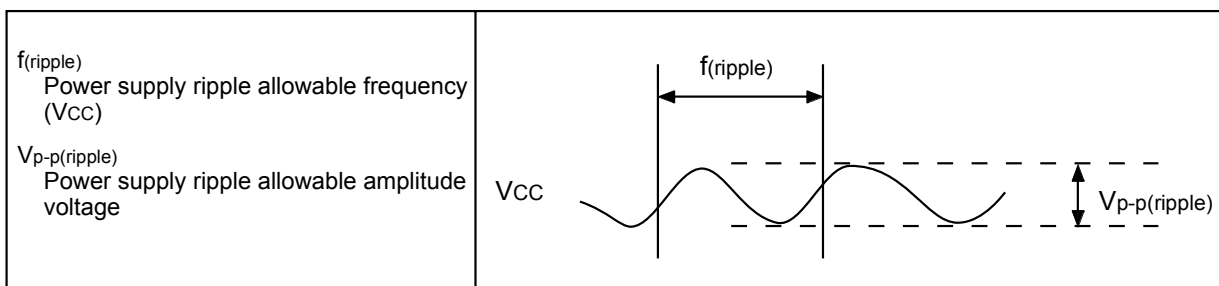 f(ripple)
Power supply ripple allowable frequency
(VCC)
Vp-p(ripple)
Power supply ripple allowable amplitude
voltage
f(ripple)
VCC
Vp-p(ripple)